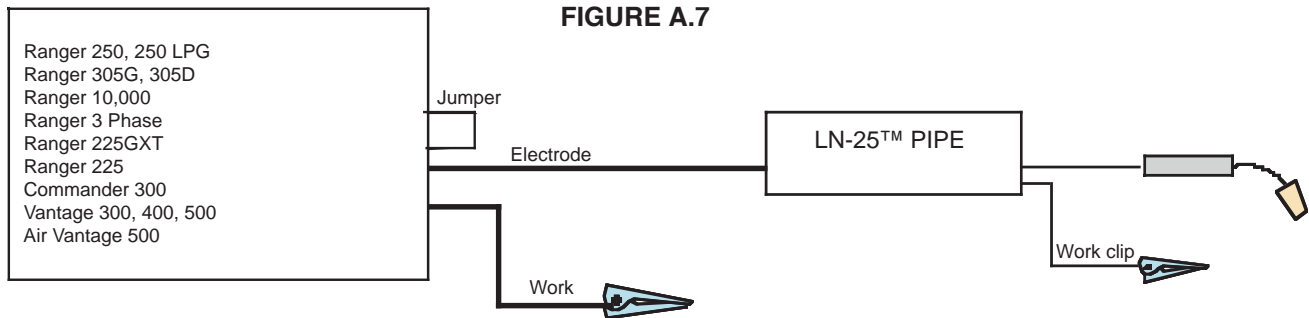 FIGURE A.7
Ranger 250, 250 LPG
Ranger 305G, 305D
Ranger 10,000
Ranger 3 Phase
Ranger 225GXT
Ranger 225
Commander 300
Vantage 300, 400, 500
Air Vantage 500
Jumper
Electrode
LN-25™ PIPE
Work clip
Work